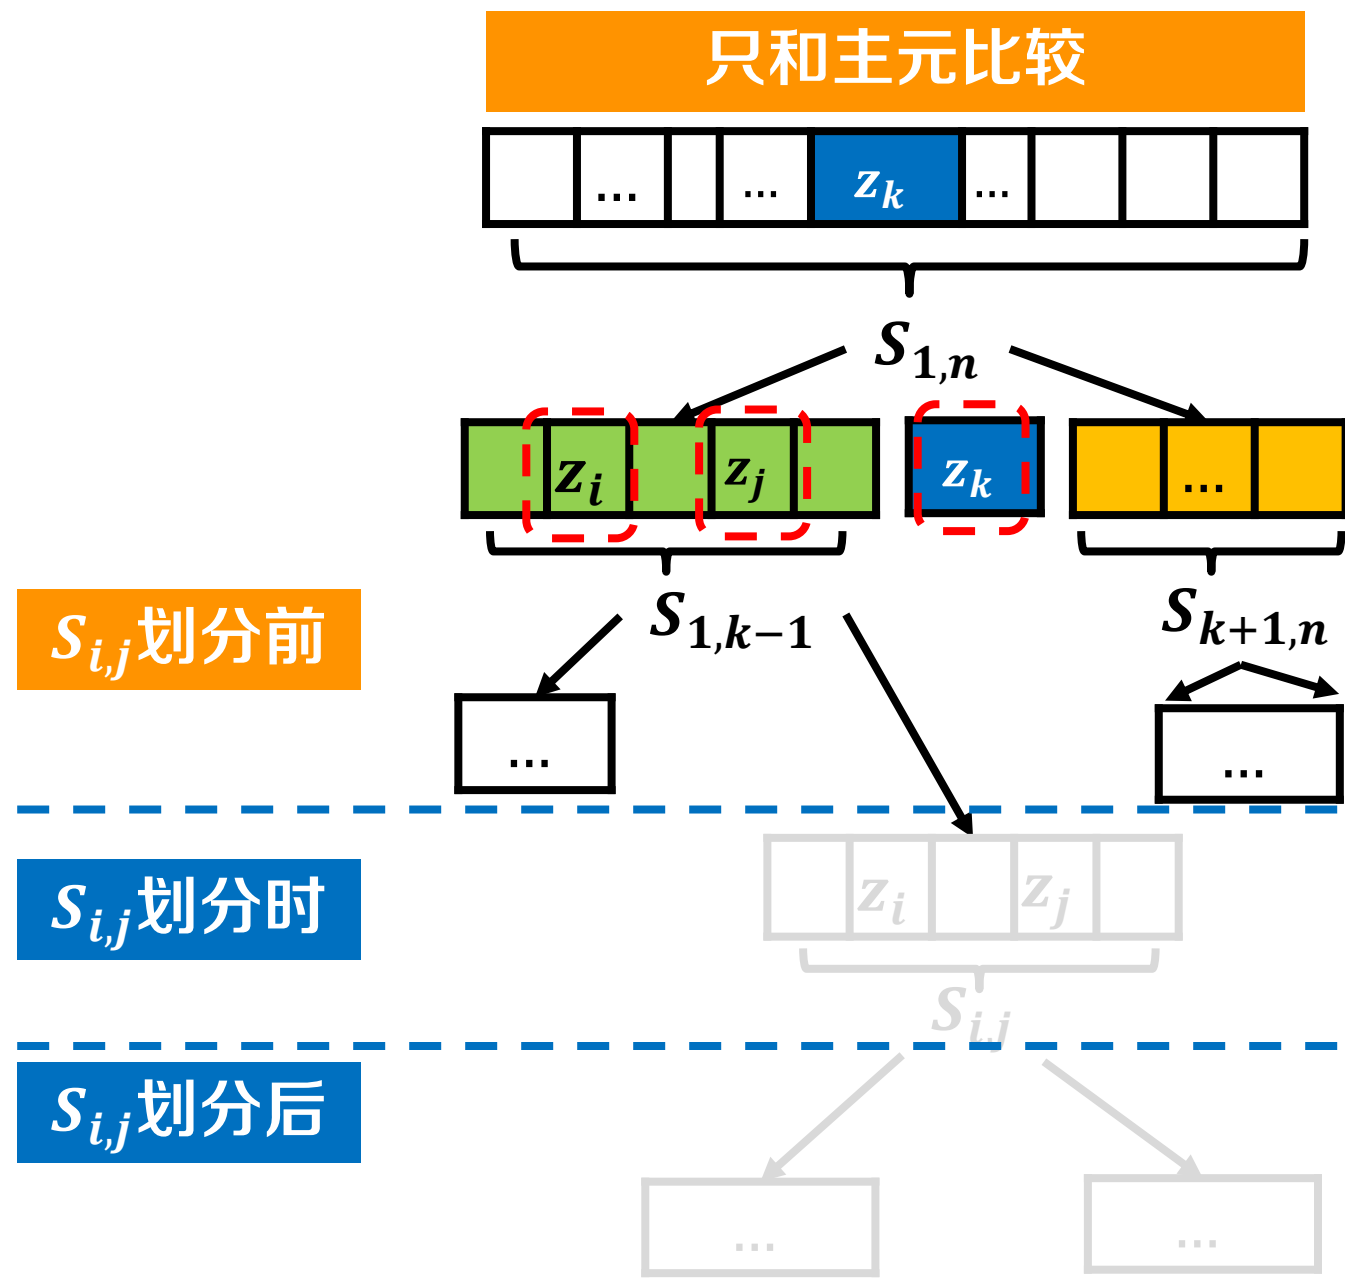 只和主元比较
... ... z_k ...
S_{1,n}
z_i z_j z_k ...
S_{1,k-1} S_{k+1,n}
S_{i,j}划分前
... ...
S_{i,j}划分时
z_i z_j
S_{i,j}
S_{i,j}划分后
... ...